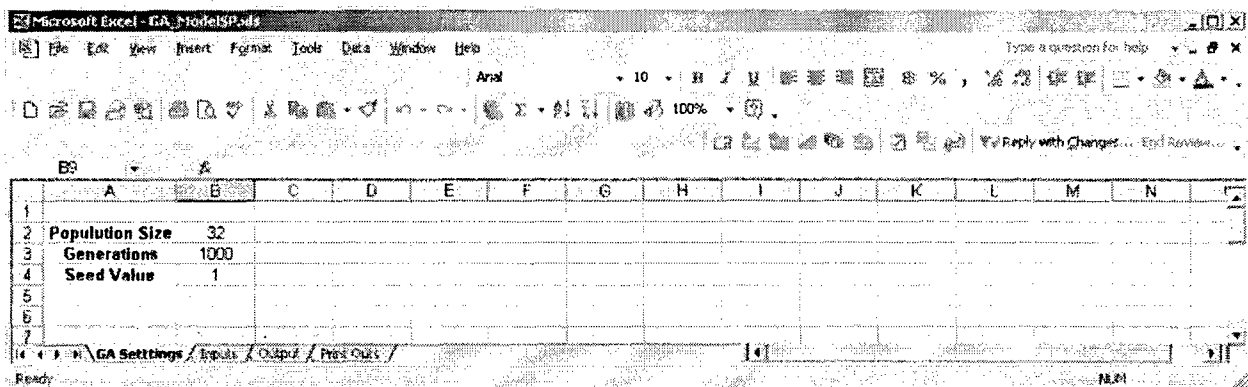 Microsoft Excel - GA_ModelSP.xls
File Edit View Insert Format Tools Data Window Help Type a question for help
Arial 10 B I U $ % ,
Σ 100%
Reply with Changes... End Review...
B9 fx
A B C D E F G H I J K L M N
1
2 Populution Size 32
3 Generations 1000
4 Seed Value 1
5
6
7
GA Setttings / Inputs / Output / Print Outs /
Ready NUM